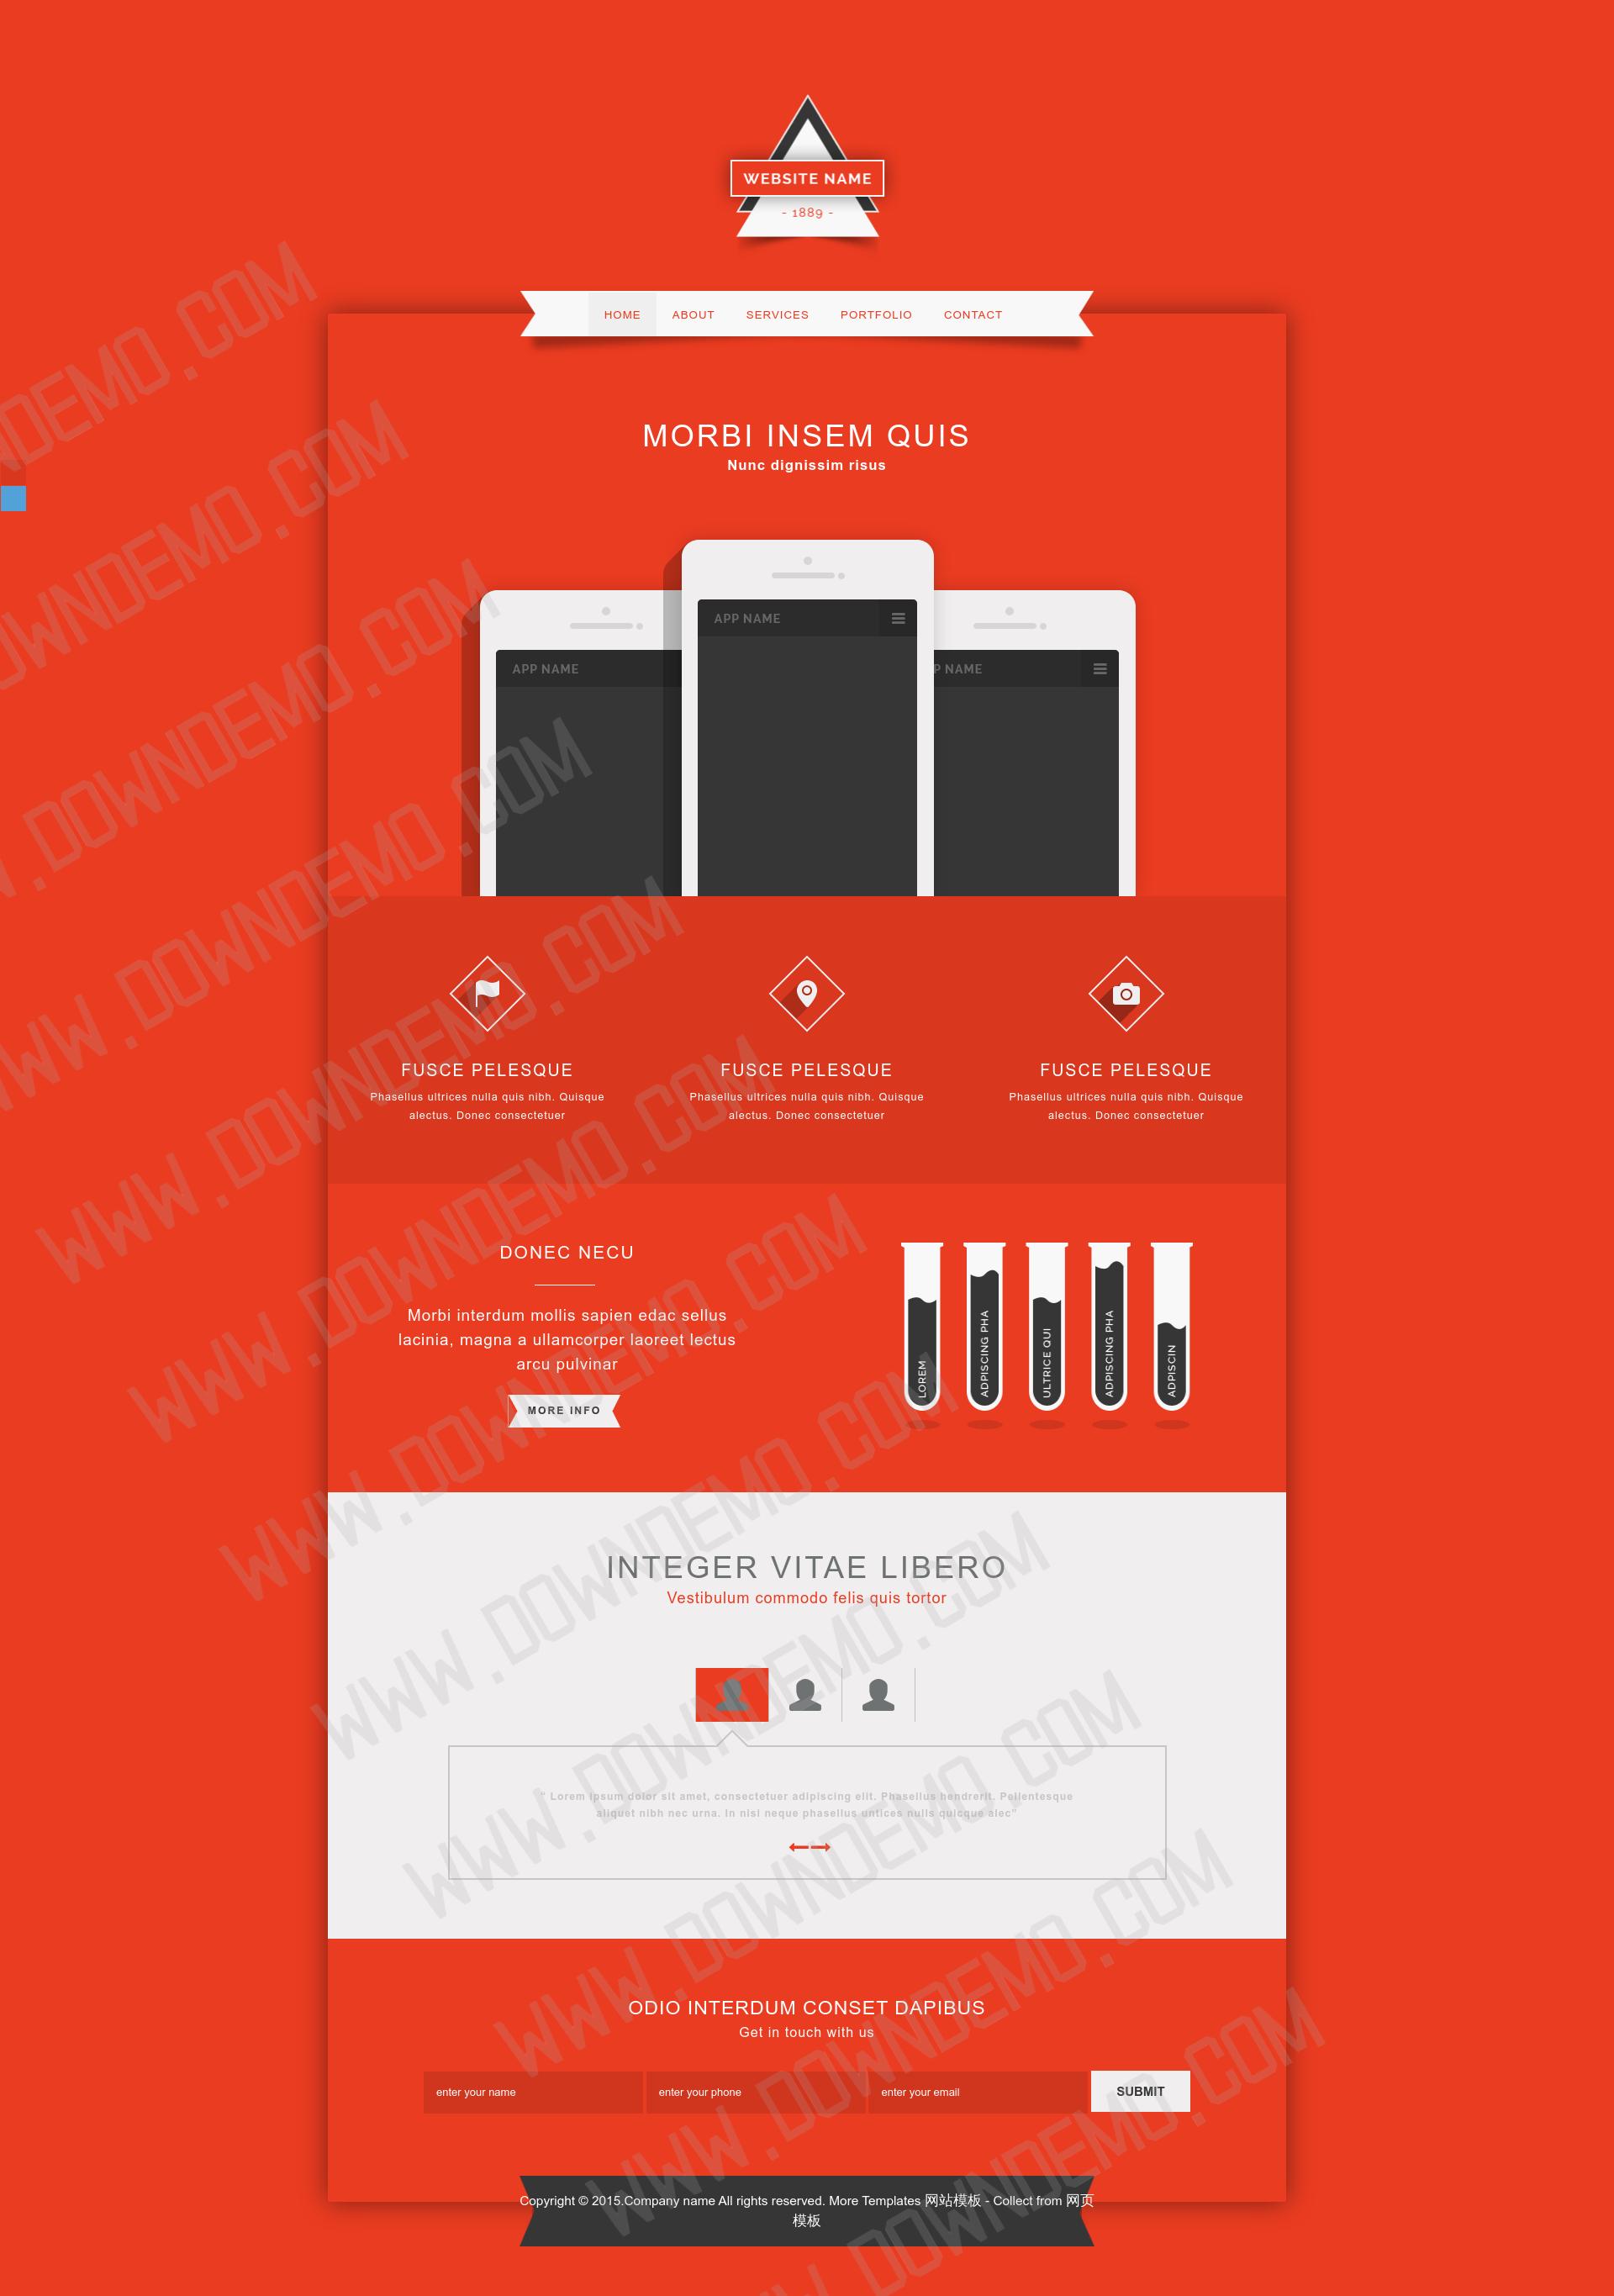 WEBSITE NAME
- 1889 -
HOME ABOUT SERVICES PORTFOLIO CONTACT
MORBI INSEM QUIS
Nunc dignissim risus
APP NAME
APP NAME
P NAME
FUSCE PELESQUE
Phasellus ultrices nulla quis nibh. Quisque
alectus. Donec consectetuer
FUSCE PELESQUE
Phasellus ultrices nulla quis nibh. Quisque
alectus. Donec consectetuer
FUSCE PELESQUE
Phasellus ultrices nulla quis nibh. Quisque
alectus. Donec consectetuer
DONEC NECU
Morbi interdum mollis sapien edac sellus
lacinia, magna a ullamcorper laoreet lectus
arcu pulvinar
MORE INFO
LOREM
ADPISCING PHA
ULTRICE QUI
ADPISCING PHA
ADPISCIN
INTEGER VITAE LIBERO
Vestibulum commodo felis quis tortor
" Lorem ipsum dolor sit amet, consectetuer adipiscing elit. Phasellus hendrerit. Pellentesque
aliquet nibh nec urna. In nisi neque phasellus untices nulls quicque alec"
ODIO INTERDUM CONSET DAPIBUS
Get in touch with us
enter your name enter your phone enter your email SUBMIT
Copyright © 2015.Company name All rights reserved. More Templates 网站模板 - Collect from 网页
模板
WWW.DOWNDEMO.COM